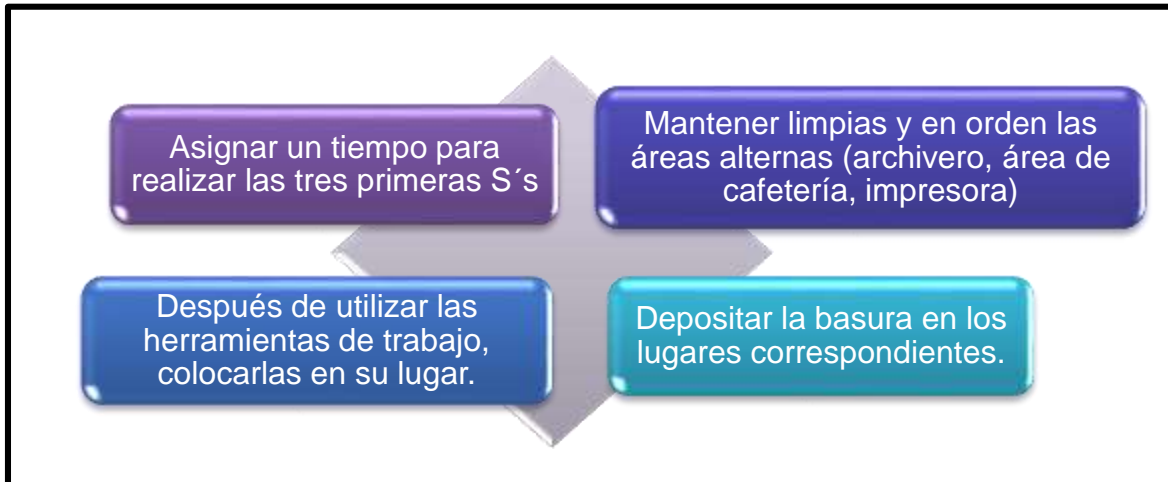 Asignar un tiempo para
realizar las tres primeras S´s
Mantener limpias y en orden las
áreas alternas (archivero, área de
cafetería, impresora)
Después de utilizar las
herramientas de trabajo,
colocarlas en su lugar.
Depositar la basura en los
lugares correspondientes.